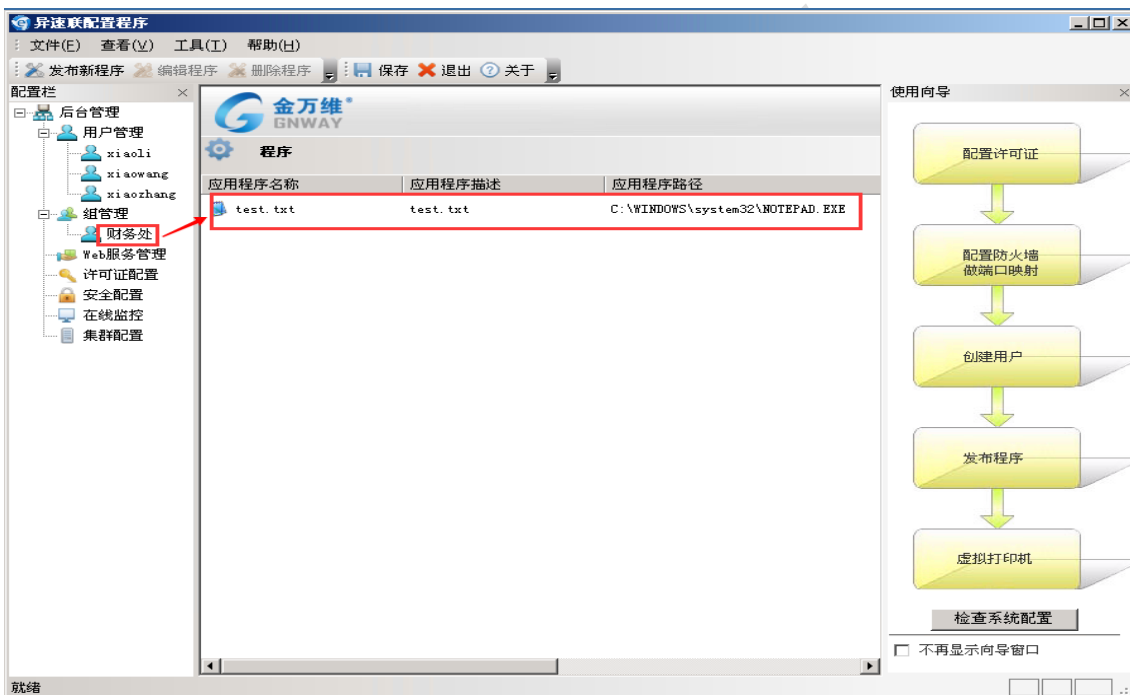 异速联配置程序
文件(F) 查看(V) 工具(T) 帮助(H)
发布新程序 编辑程序 删除程序 保存 退出 关于
配置栏
后台管理
用户管理
xiaoli
xiaowang
xiaozhang
组管理
财务处
Web服务管理
许可证配置
安全配置
在线监控
集群配置
金万维®
GNWAY
程序
应用程序名称 应用程序描述 应用程序路径
test.txt test.txt C:\WINDOWS\system32\NOTEPAD.EXE
使用向导
配置许可证
配置防火墙
做端口映射
创建用户
发布程序
虚拟打印机
检查系统配置
不再显示向导窗口
就绪